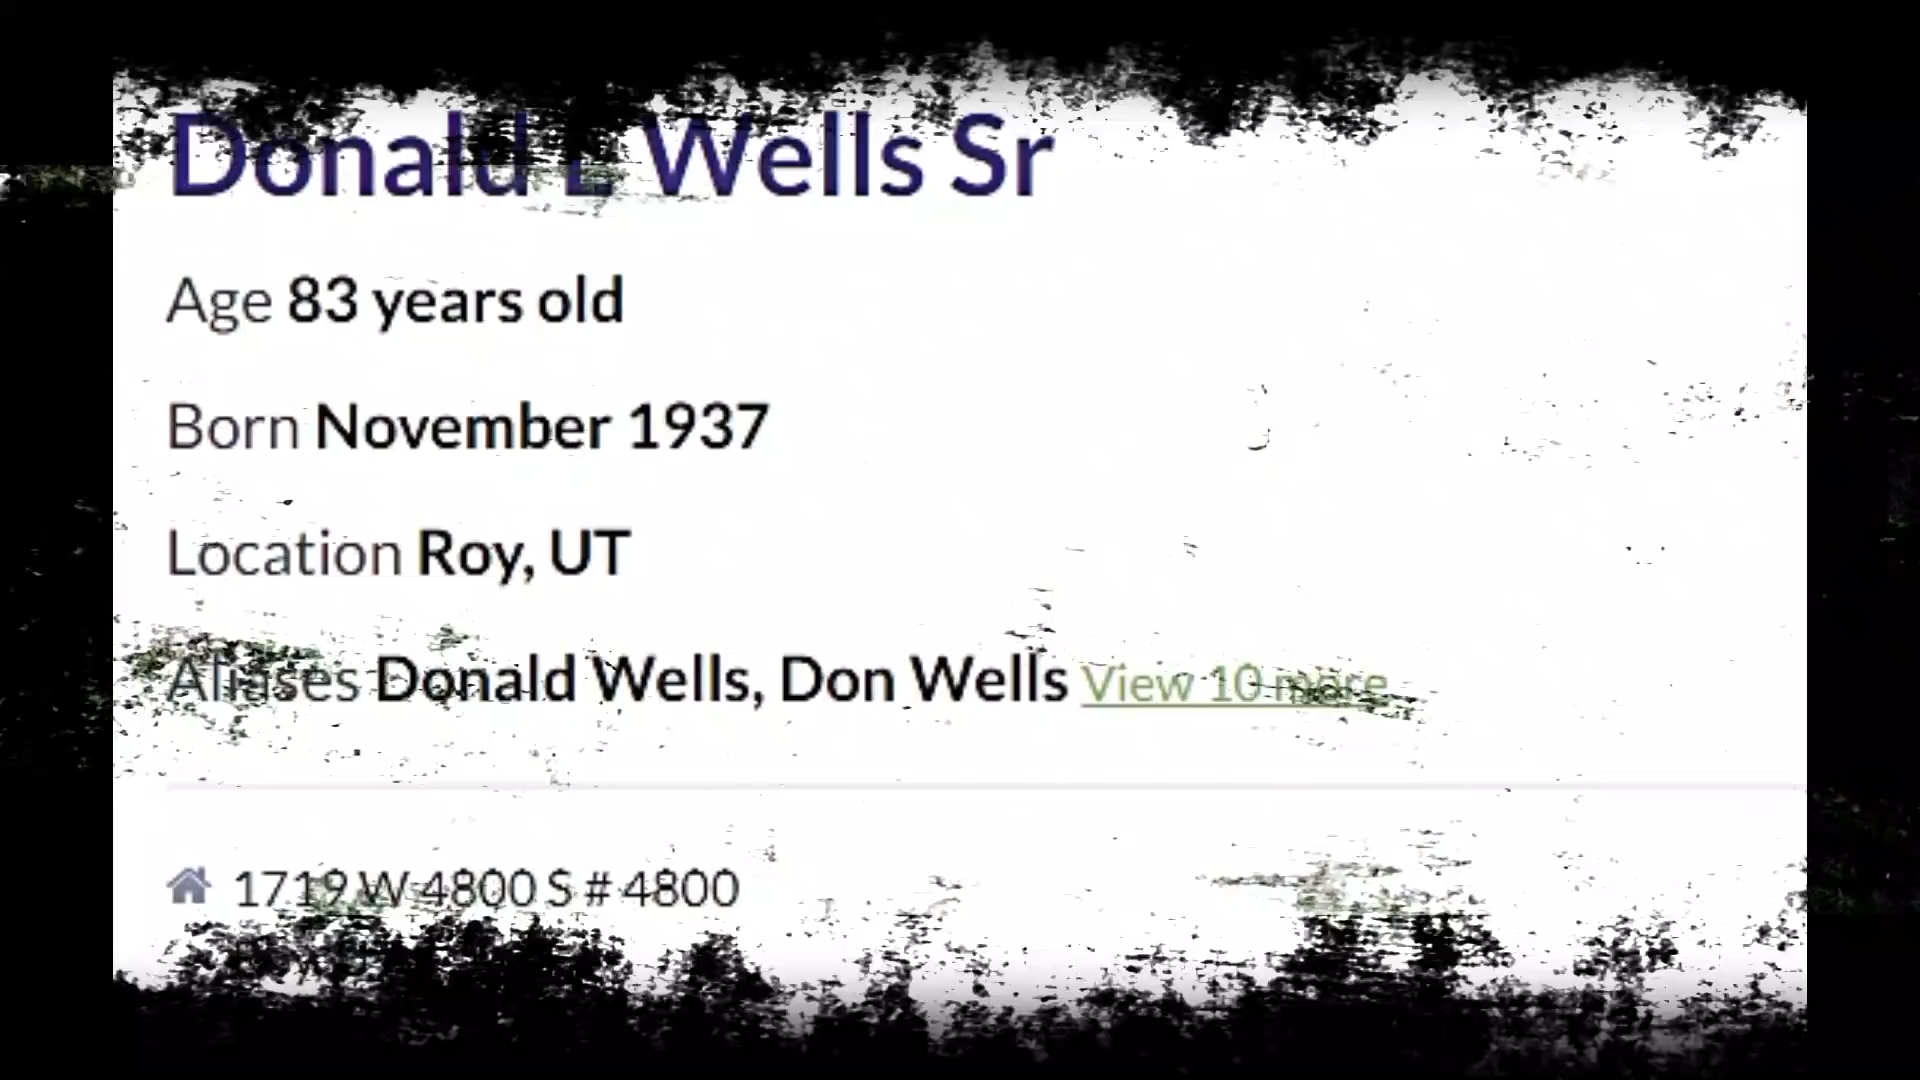 Donald L Wells Sr
Age 83 years old
Born November 1937
Location Roy, UT
Aliases Donald Wells, Don Wells View 10 more
1719 W 4800 S # 4800